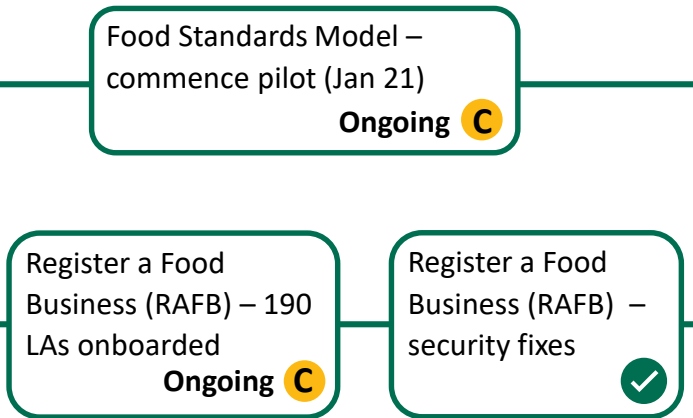 Food Standards Model –
commence pilot (Jan 21)
Ongoing C
Register a Food
Business (RAFB) – 190
LAs onboarded
Ongoing C
Register a Food
Business (RAFB) –
security fixes